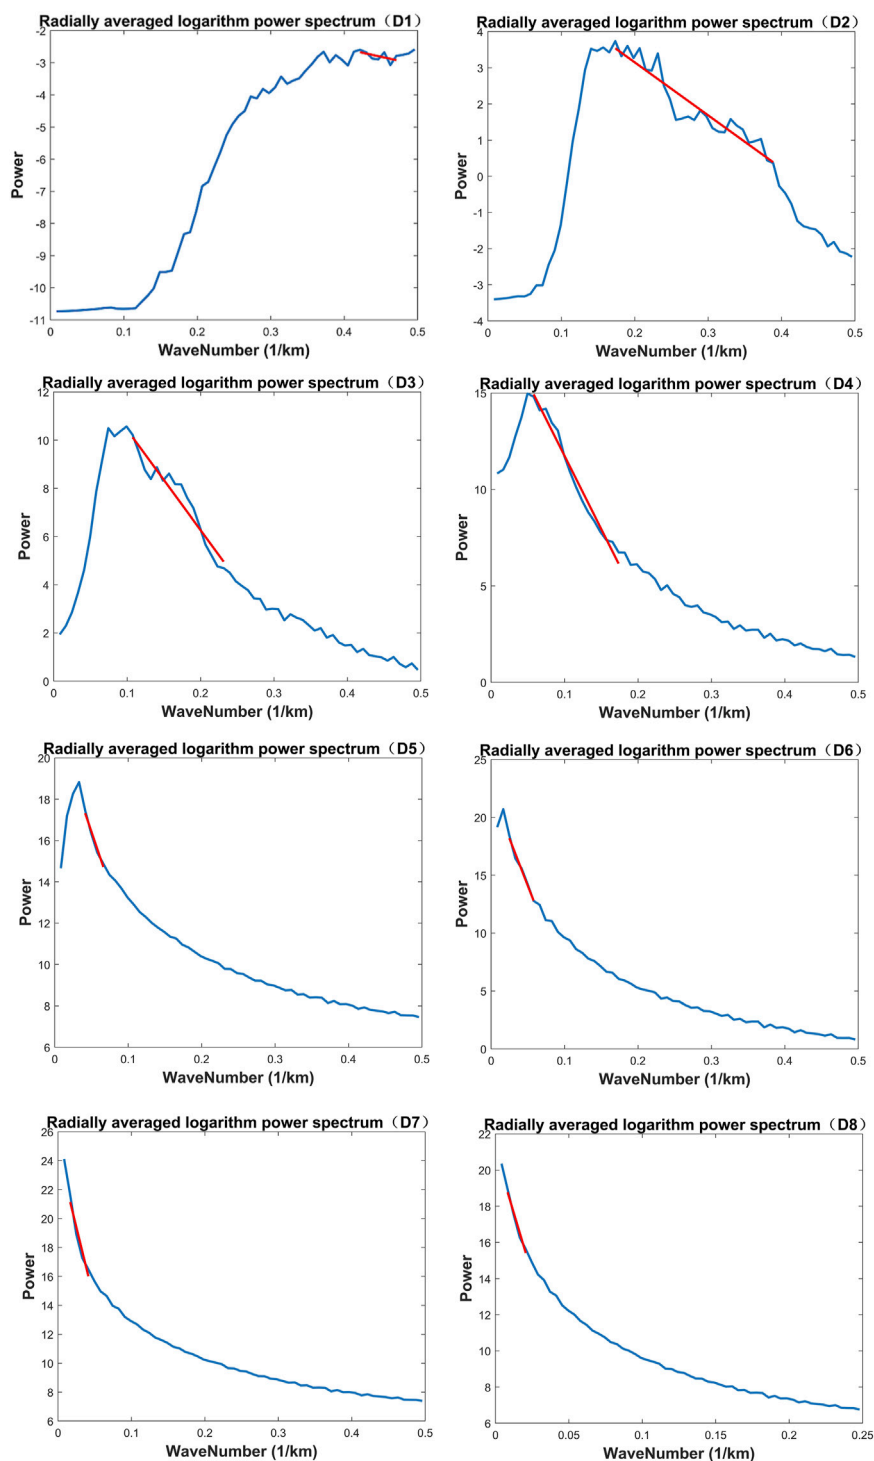 Radially averaged logarithm power spectrum（D1）
-2
-3
-4
-5
-6
-7
-8
-9
-10
-11
Power
0 0.1 0.2 0.3 0.4 0.5
WaveNumber (1/km)
Radially averaged logarithm power spectrum（D2）
4
3
2
1
0
-1
-2
-3
-4
Power
0 0.1 0.2 0.3 0.4 0.5
WaveNumber (1/km)
Radially averaged logarithm power spectrum（D3）
12
10
8
6
4
2
0
Power
0 0.1 0.2 0.3 0.4 0.5
WaveNumber (1/km)
Radially averaged logarithm power spectrum（D4）
15
10
5
0
Power
0 0.1 0.2 0.3 0.4 0.5
WaveNumber (1/km)
Radially averaged logarithm power spectrum（D5）
20
18
16
14
12
10
8
6
Power
0 0.1 0.2 0.3 0.4 0.5
WaveNumber (1/km)
Radially averaged logarithm power spectrum（D6）
25
20
15
10
5
0
Power
0 0.1 0.2 0.3 0.4 0.5
WaveNumber (1/km)
Radially averaged logarithm power spectrum（D7）
26
24
22
20
18
16
14
12
10
8
6
Power
0 0.1 0.2 0.3 0.4 0.5
WaveNumber (1/km)
Radially averaged logarithm power spectrum（D8）
22
20
18
16
14
12
10
8
6
Power
0 0.05 0.1 0.15 0.2 0.25
WaveNumber (1/km)